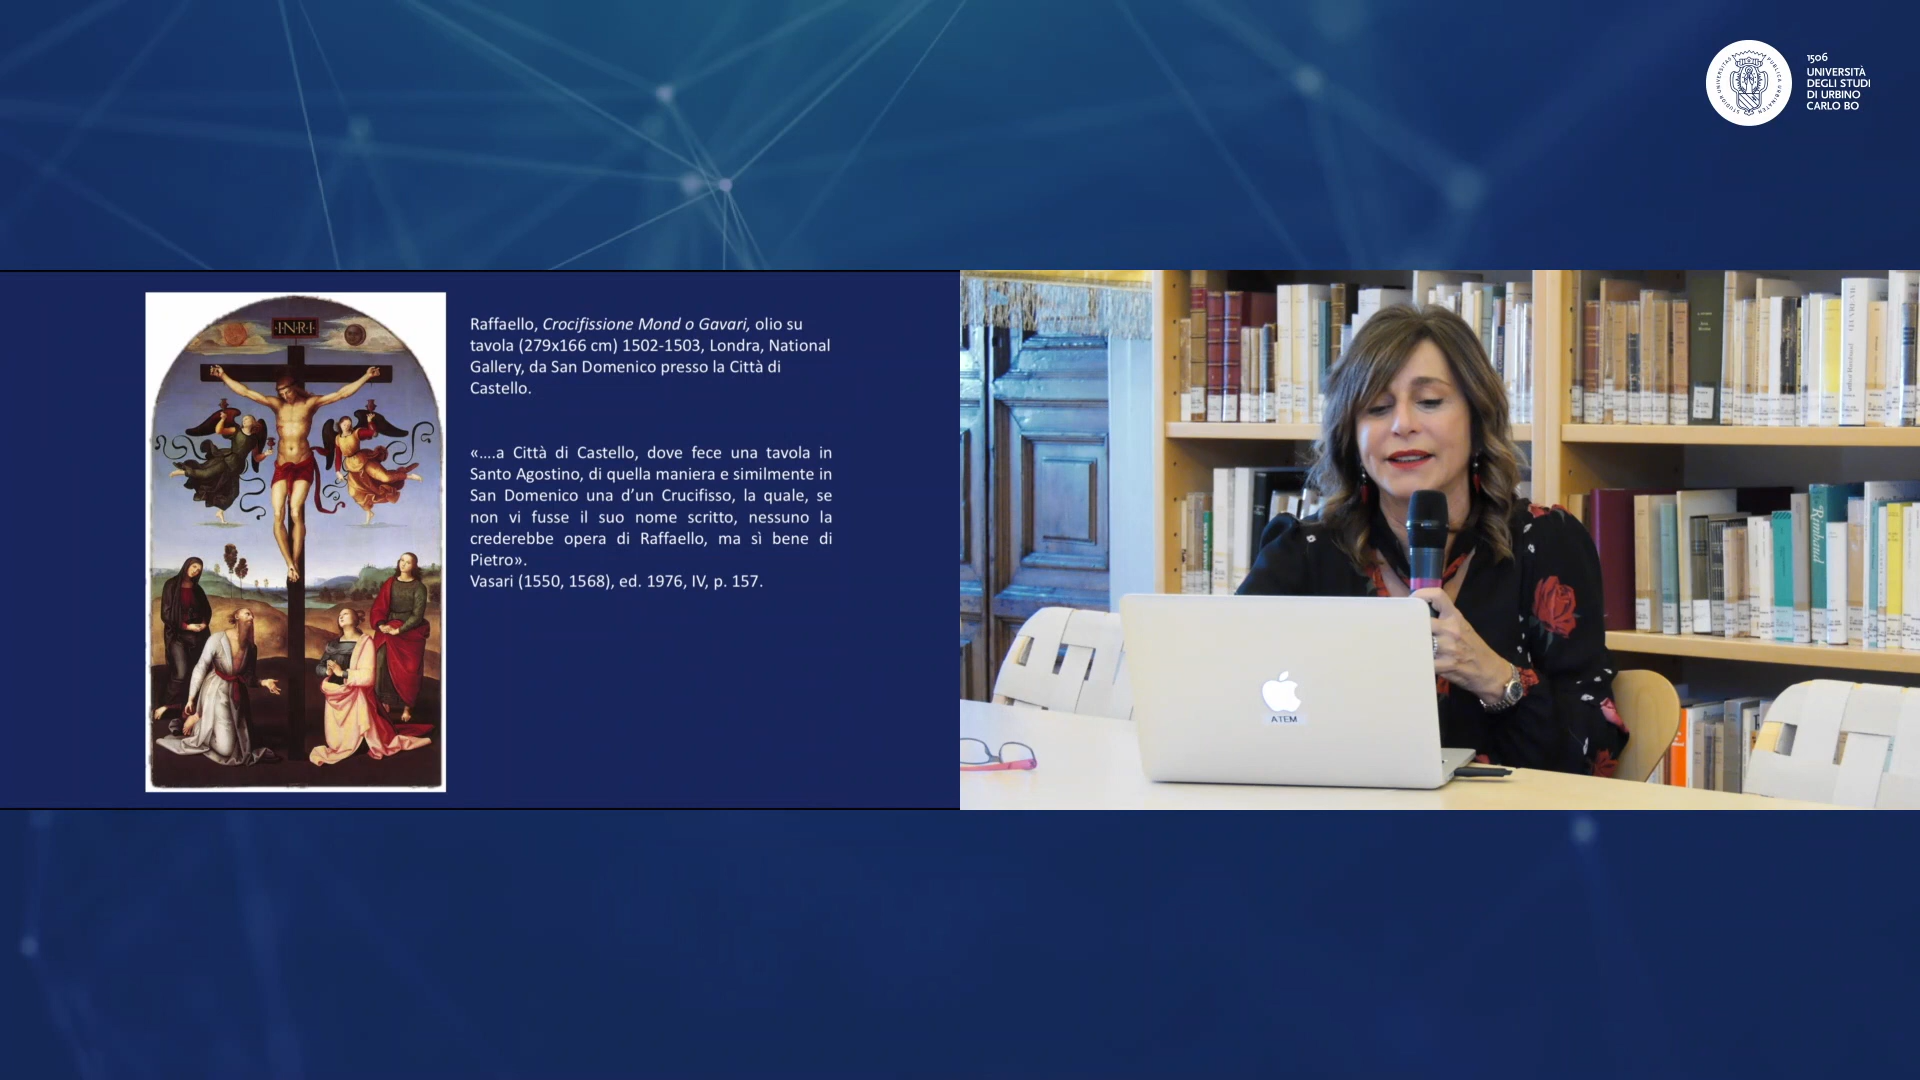 1506
UNIVERSITÀ
DEGLI STUDI
DI URBINO
CARLO BO
I·N·R·I
Raffaello, Crocifissione Mond o Gavari, olio su
tavola (279x166 cm) 1502-1503, Londra, National
Gallery, da San Domenico presso la Città di
Castello.
«....a Città di Castello, dove fece una tavola in
Santo Agostino, di quella maniera e similmente in
San Domenico una d’un Crucifisso, la quale, se
non vi fusse il suo nome scritto, nessuno la
crederebbe opera di Raffaello, ma sì bene di
Pietro».
Vasari (1550, 1568), ed. 1976, IV, p. 157.
ATEM
Rimbaud